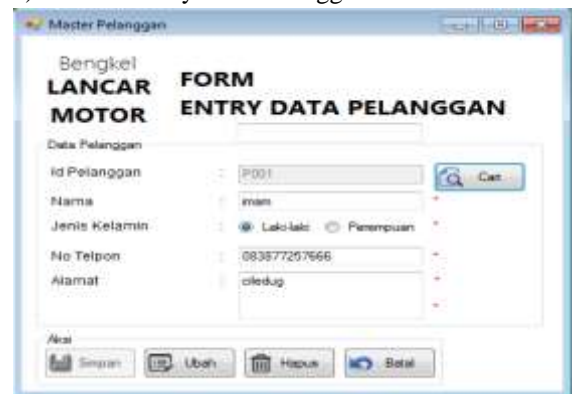 Master Pelanggan
Bengkel
LANCAR
MOTOR
FORM
ENTRY DATA PELANGGAN
Data Pelanggan
Id Pelanggan : P001 Cari
Nama : imam *
Jenis Kelamin : Laki-laki Perempuan *
No Telpon : 083877257666 *
Alamat : ciledug *
*
Aksi
Simpan Ubah Hapus Batal